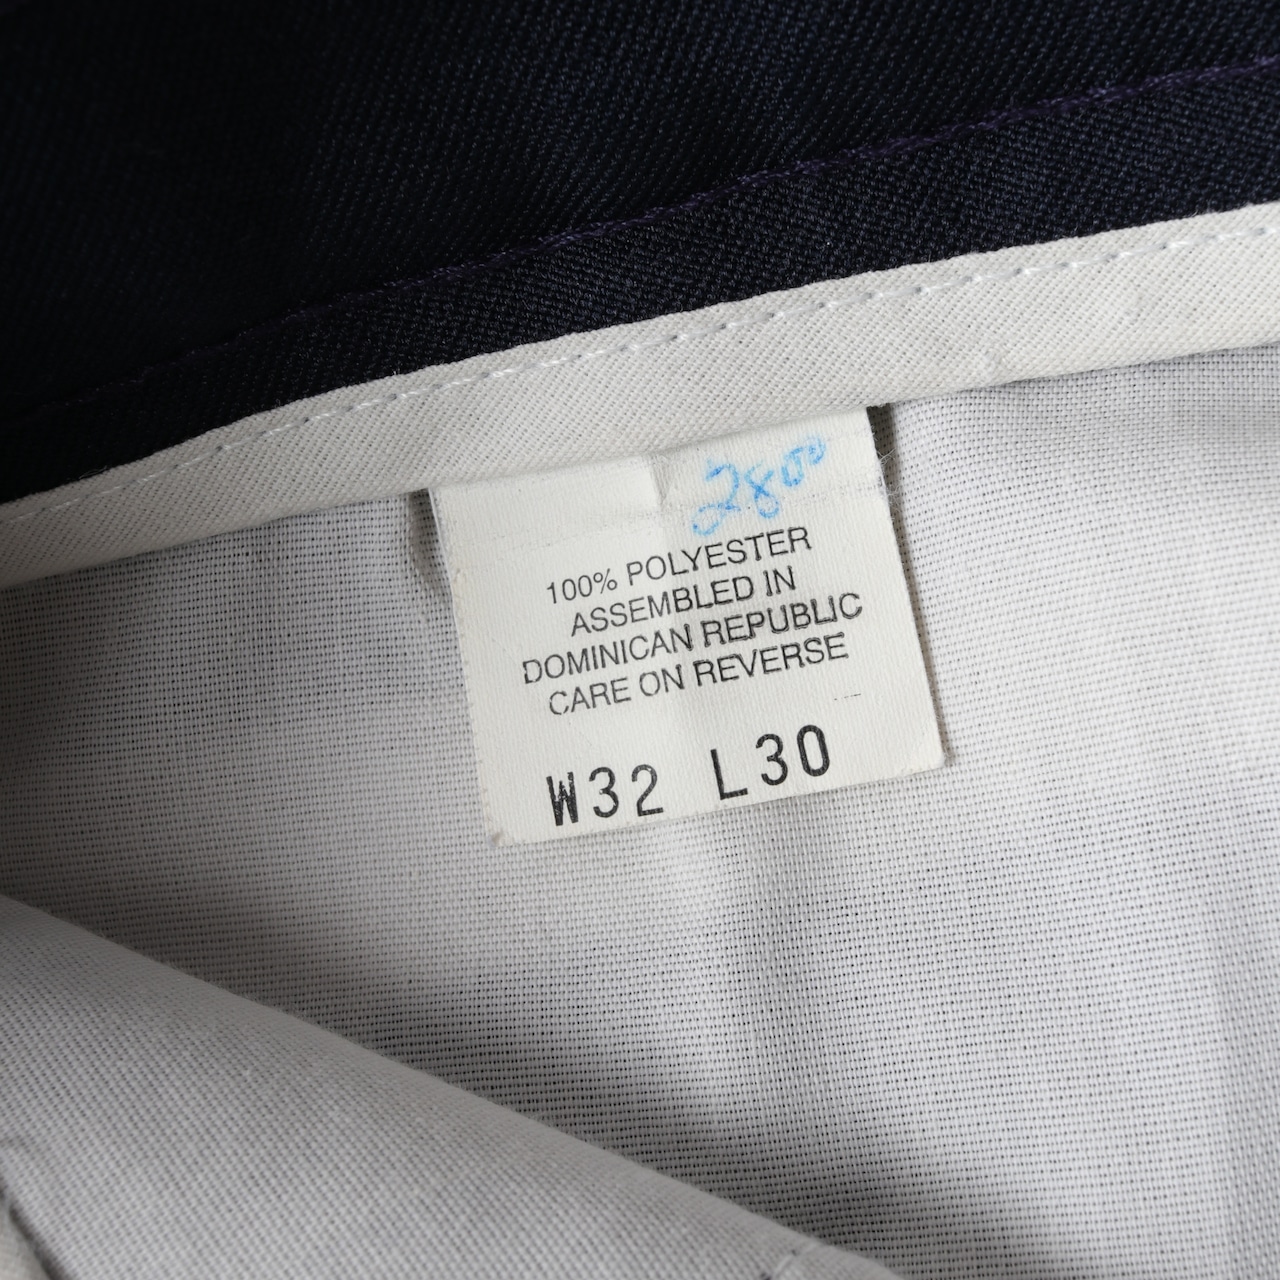 28⁰⁰
100% POLYESTER
ASSEMBLED IN
DOMINICAN REPUBLIC
CARE ON REVERSE
W32 L30